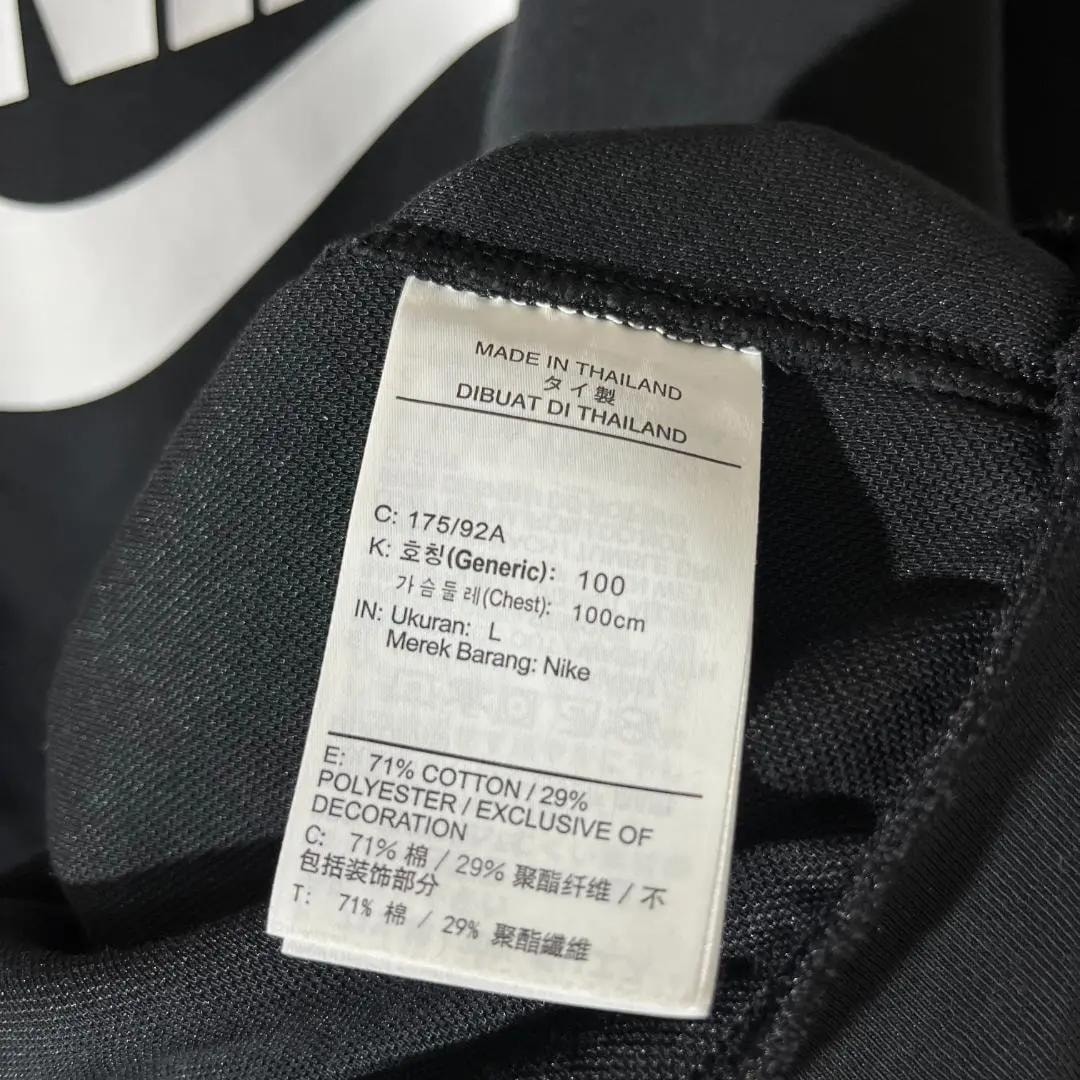 MADE IN THAILAND
タイ製
DIBUAT DI THAILAND
C: 175/92A
K: 호칭(Generic): 100
가슴둘레(Chest): 100cm
IN: Ukuran: L
Merek Barang: Nike
E: 71% COTTON / 29%
POLYESTER / EXCLUSIVE OF
DECORATION
C: 71% 棉 / 29% 聚酯纤维 / 不
包括装饰部分
T: 71% 棉 / 29% 聚酯纖維